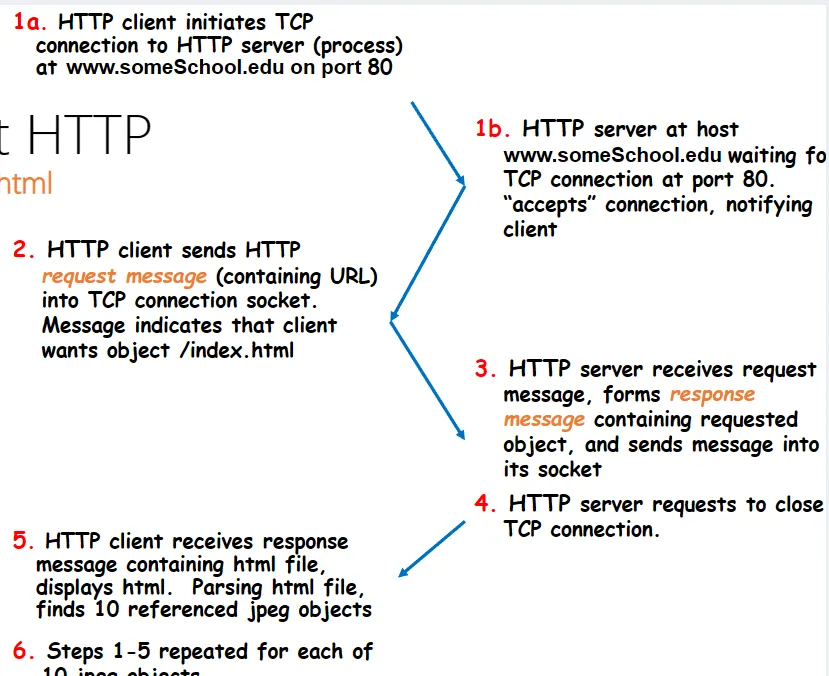 1a. HTTP client initiates TCP
connection to HTTP server (process)
at www.someSchool.edu on port 80
t HTTP
html
1b. HTTP server at host
www.someSchool.edu waiting fo
TCP connection at port 80.
“accepts” connection, notifying
client
2. HTTP client sends HTTP
request message (containing URL)
into TCP connection socket.
Message indicates that client
wants object /index.html
3. HTTP server receives request
message, forms response
message containing requested
object, and sends message into
its socket
4. HTTP server requests to close
TCP connection.
5. HTTP client receives response
message containing html file,
displays html. Parsing html file,
finds 10 referenced jpeg objects
6. Steps 1-5 repeated for each of
10 jpeg objects